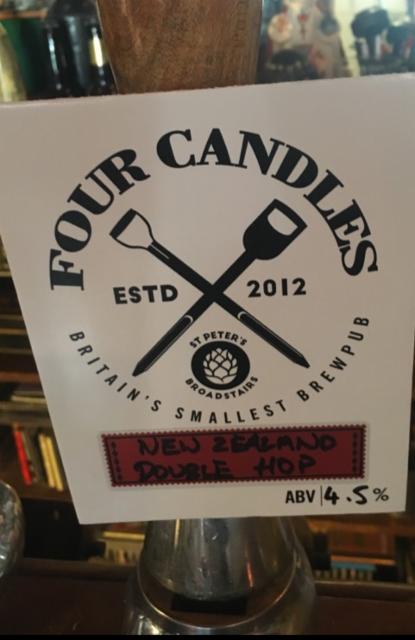 FOUR CANDLES
ESTD 2012
ST PETER'S
BROADSTAIRS
BRITAIN'S SMALLEST BREWPUB
NEW ZEALAND
DOUBLE HOP
ABV 4.5%